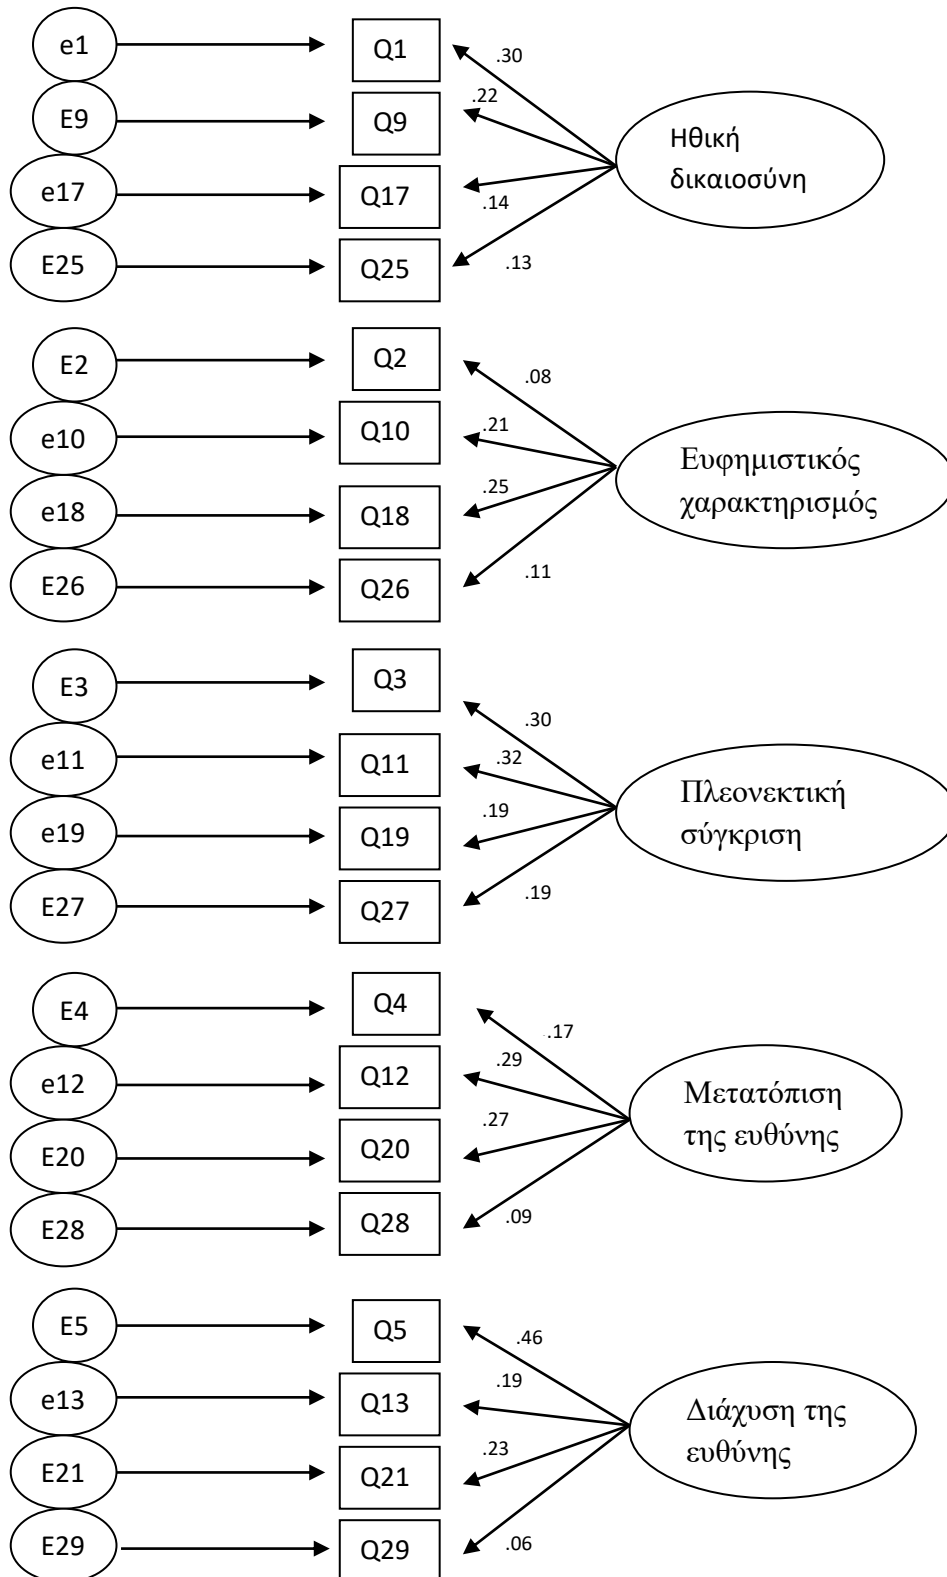 e1
Q1
.30
E9
Q9
.22
Ηθική
δικαιοσύνη
e17
Q17
.14
E25
Q25
.13
E2
Q2
.08
e10
Q10
.21
Ευφημιστικός
χαρακτηρισμός
e18
Q18
.25
E26
Q26
.11
E3
Q3
.30
e11
Q11
.32
Πλεονεκτική
σύγκριση
e19
Q19
.19
E27
Q27
.19
E4
Q4
.17
e12
Q12
.29
Μετατόπιση
της ευθύνης
E20
Q20
.27
E28
Q28
.09
E5
Q5
.46
e13
Q13
.19
Διάχυση της
ευθύνης
E21
Q21
.23
E29
Q29
.06